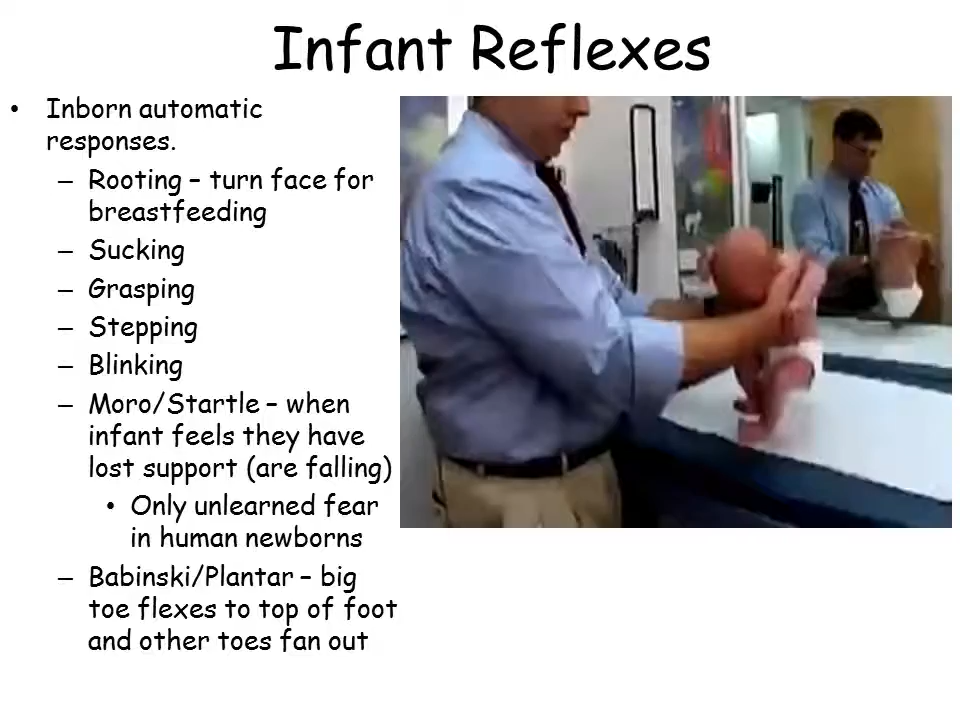 Infant Reflexes
• Inborn automatic
responses.
– Rooting – turn face for
breastfeeding
– Sucking
– Grasping
– Stepping
– Blinking
– Moro/Startle – when
infant feels they have
lost support (are falling)
• Only unlearned fear
in human newborns
– Babinski/Plantar – big
toe flexes to top of foot
and other toes fan out